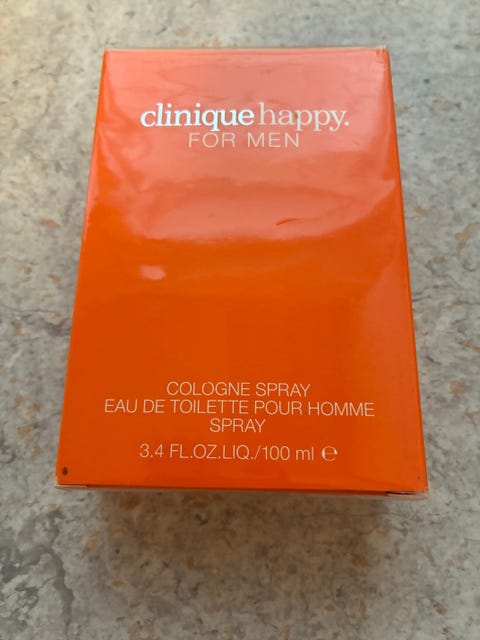 clinique happy.
FOR MEN
COLOGNE SPRAY
EAU DE TOILETTE POUR HOMME
SPRAY
3.4 FL.OZ.LIQ./100 ml ℮